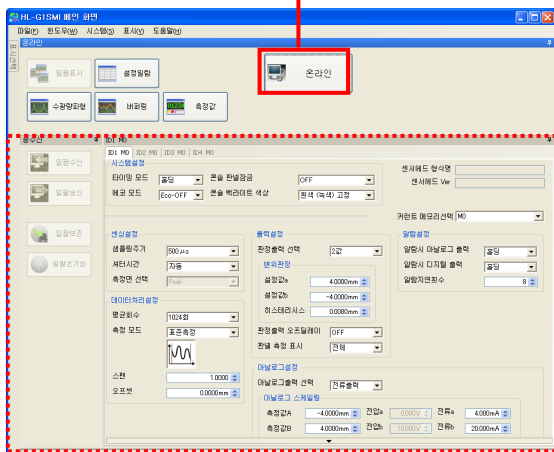 HL-G1SMI 메인 화면
파일(F) 윈도우(W) 시스템(S) 표시(V) 도움말(H)
온라인
표시선택
일괄표시 설정일람 온라인
수광량파형 버퍼링 측정값
송수신 ID1 M0
ID1 M0 ID2 M0 ID3 M0 ID4 M0
일괄수신
일괄송신
일괄보존
일괄초기화
시스템설정
타이밍 모드 홀딩 콘솔 판넬잠금 OFF
에코 모드 Eco-OFF 콘솔 백라이트 색상 흰색 (녹색) 고정
센서헤드 형식명
센서헤드 Ver
커런트 메모리선택 M0
센싱설정
샘플링주기 500μs
셔터시간 자동
측정면 선택 Peak
데이터처리설정
평균회수 1024회
측정 모드 표준측정
스팬 1.0000
오프셋 0.0000mm
출력설정
판정출력 선택 2값
변위판정
설정값a 4.0000mm
설정값b -4.0000mm
히스테리시스 0.0080mm
판정출력 오프딜레이 OFF
판넬 측정 표시 전체
알람설정
알람시 아날로그 출력 홀딩
알람시 디지털 출력 홀딩
알람지연회수 8
아날로그설정
아날로그출력 선택 전류출력
아날로그 스케일링
측정값A -4.0000mm 전압a 0.000V 전류a 4.000mA
측정값B 4.0000mm 전압b 10.000V 전류b 20.000mA